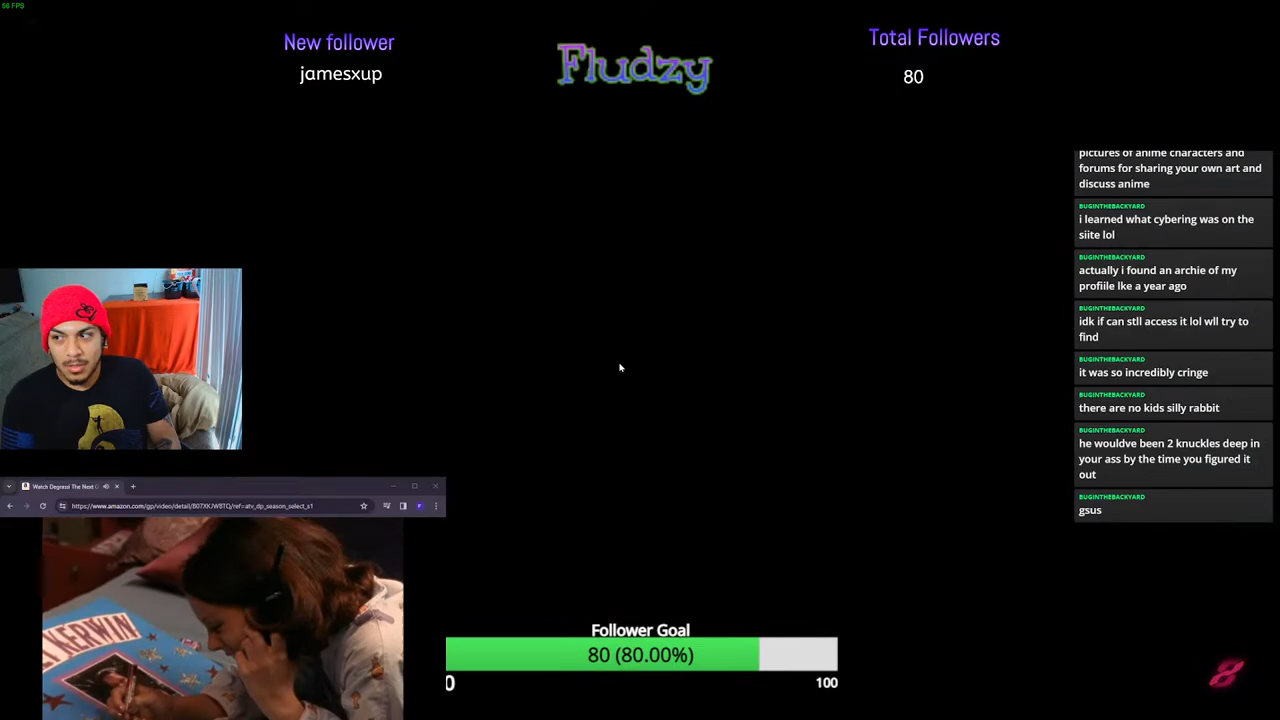 56 FPS
New follower
jamesxup
Fludzy
Total Followers
80
pictures of anime characters and
forums for sharing your own art and
discuss anime
BUGINTHEBACKYARD
i learned what cybering was on the
siite lol
BUGINTHEBACKYARD
actually i found an archie of my
profiile lke a year ago
BUGINTHEBACKYARD
idk if can stll access it lol wll try to
find
BUGINTHEBACKYARD
it was so incredibly cringe
BUGINTHEBACKYARD
there are no kids silly rabbit
BUGINTHEBACKYARD
he wouldve been 2 knuckles deep in
your ass by the time you figured it
out
BUGINTHEBACKYARD
gsus
Watch Degrassi The Next G
https://www.amazon.com/gp/video/detail/B07XKJWBTQ/ref=atv_dp_season_select_s1
KERWIN
Follower Goal
80 (80.00%)
0
100